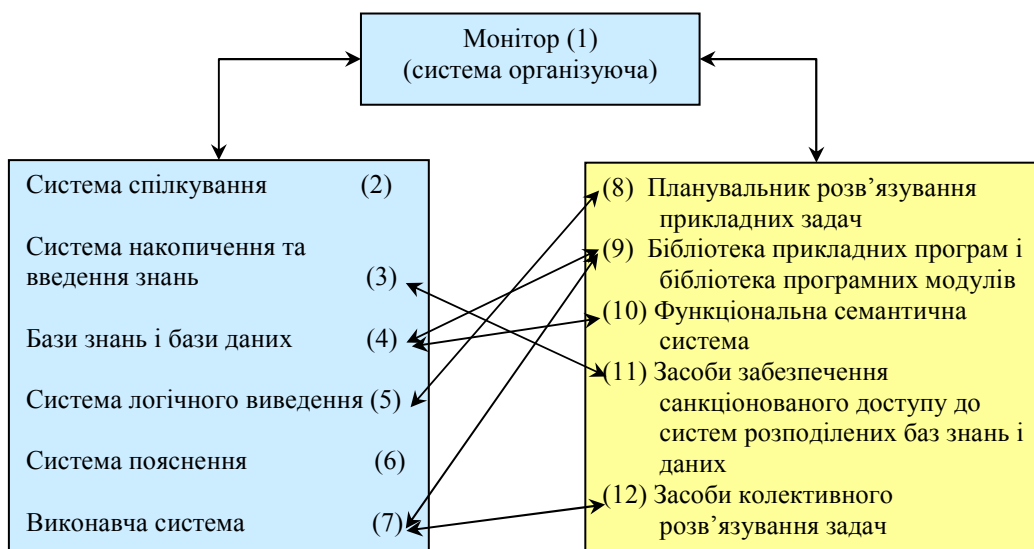 Монітор (1)
(система організуюча)
Система спілкування (2)
Система накопичення та
введення знань (3)
Бази знань і бази даних (4)
Система логічного виведення (5)
Система пояснення (6)
Виконавча система (7)
(8) Планувальник розв’язування
прикладних задач
(9) Бібліотека прикладних програм і
бібліотека програмних модулів
(10) Функціональна семантична
система
(11) Засоби забезпечення
санкціонованого доступу до
систем розподілених баз знань і
даних
(12) Засоби колективного
розв’язування задач